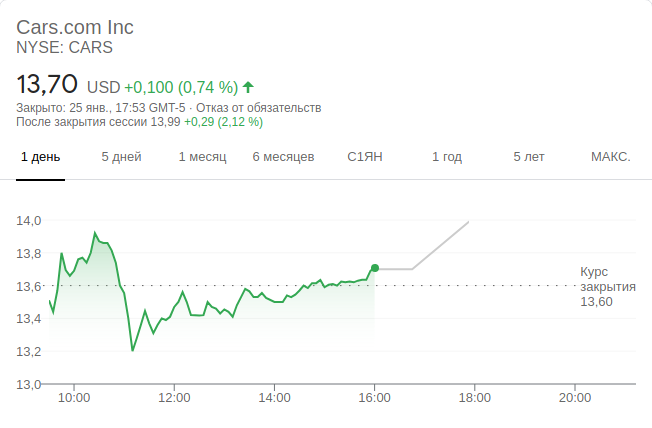 Cars.com Inc
NYSE: CARS
13,70 USD +0,100 (0,74 %)
Закрыто: 25 янв., 17:53 GMT-5 · Отказ от обязательств
После закрытия сессии 13,99 +0,29 (2,12 %)
1 день 5 дней 1 месяц 6 месяцев С1ЯН 1 год 5 лет МАКС.
14,0
13,8
13,6
13,4
13,2
13,0
Курс
закрытия
13,60
10:00 12:00 14:00 16:00 18:00 20:00